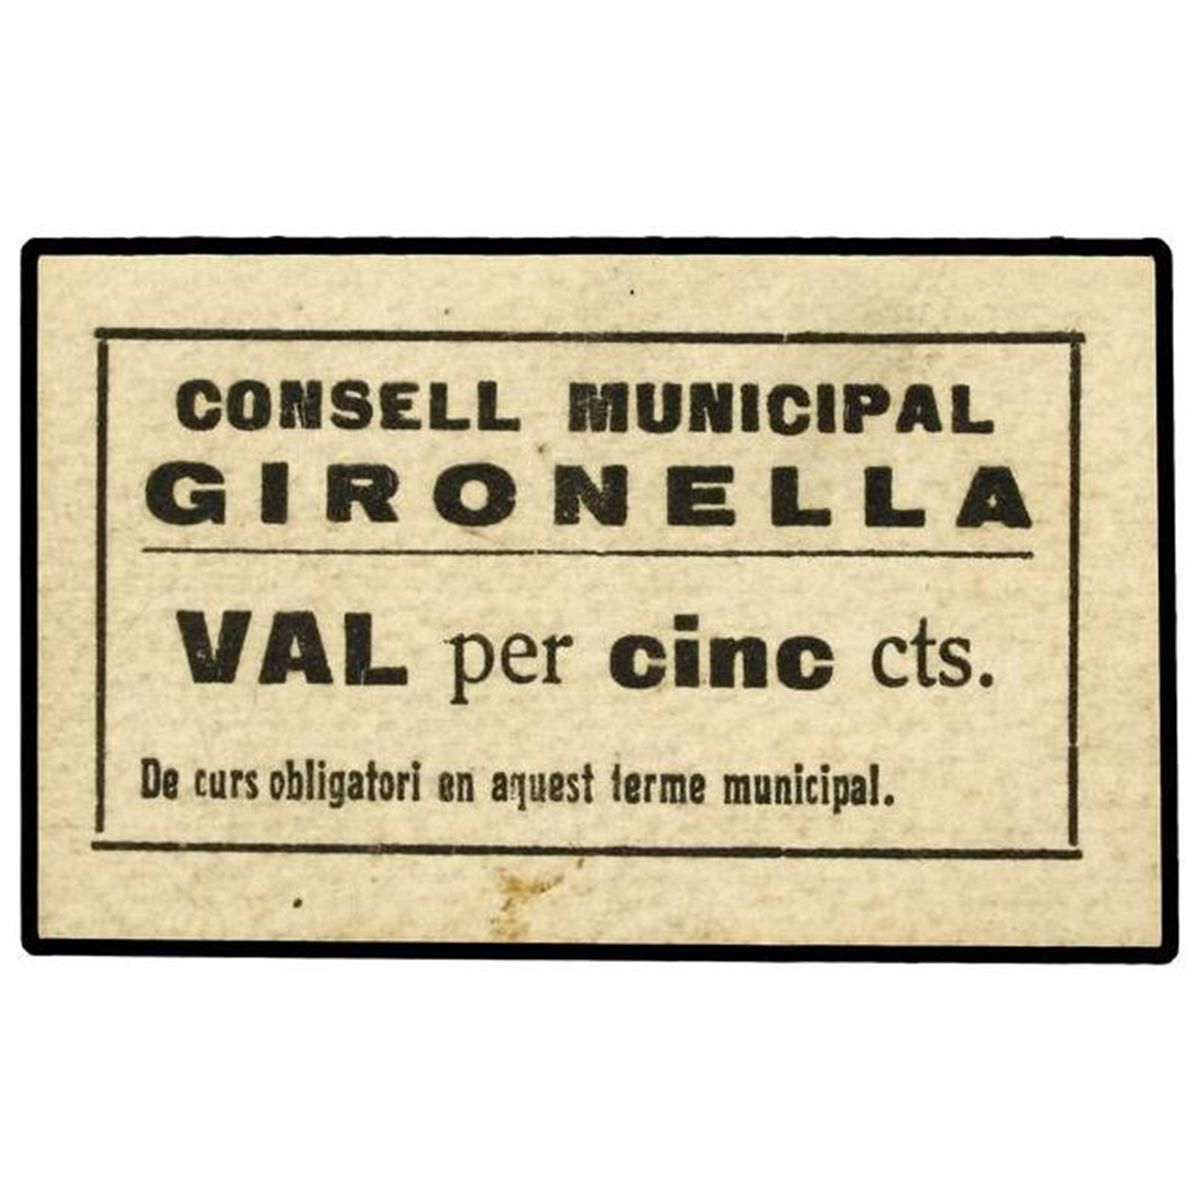 CONSELL MUNICIPAL
GIRONELLA
VAL per cinc cts.
De curs obligatori en aquest terme municipal.